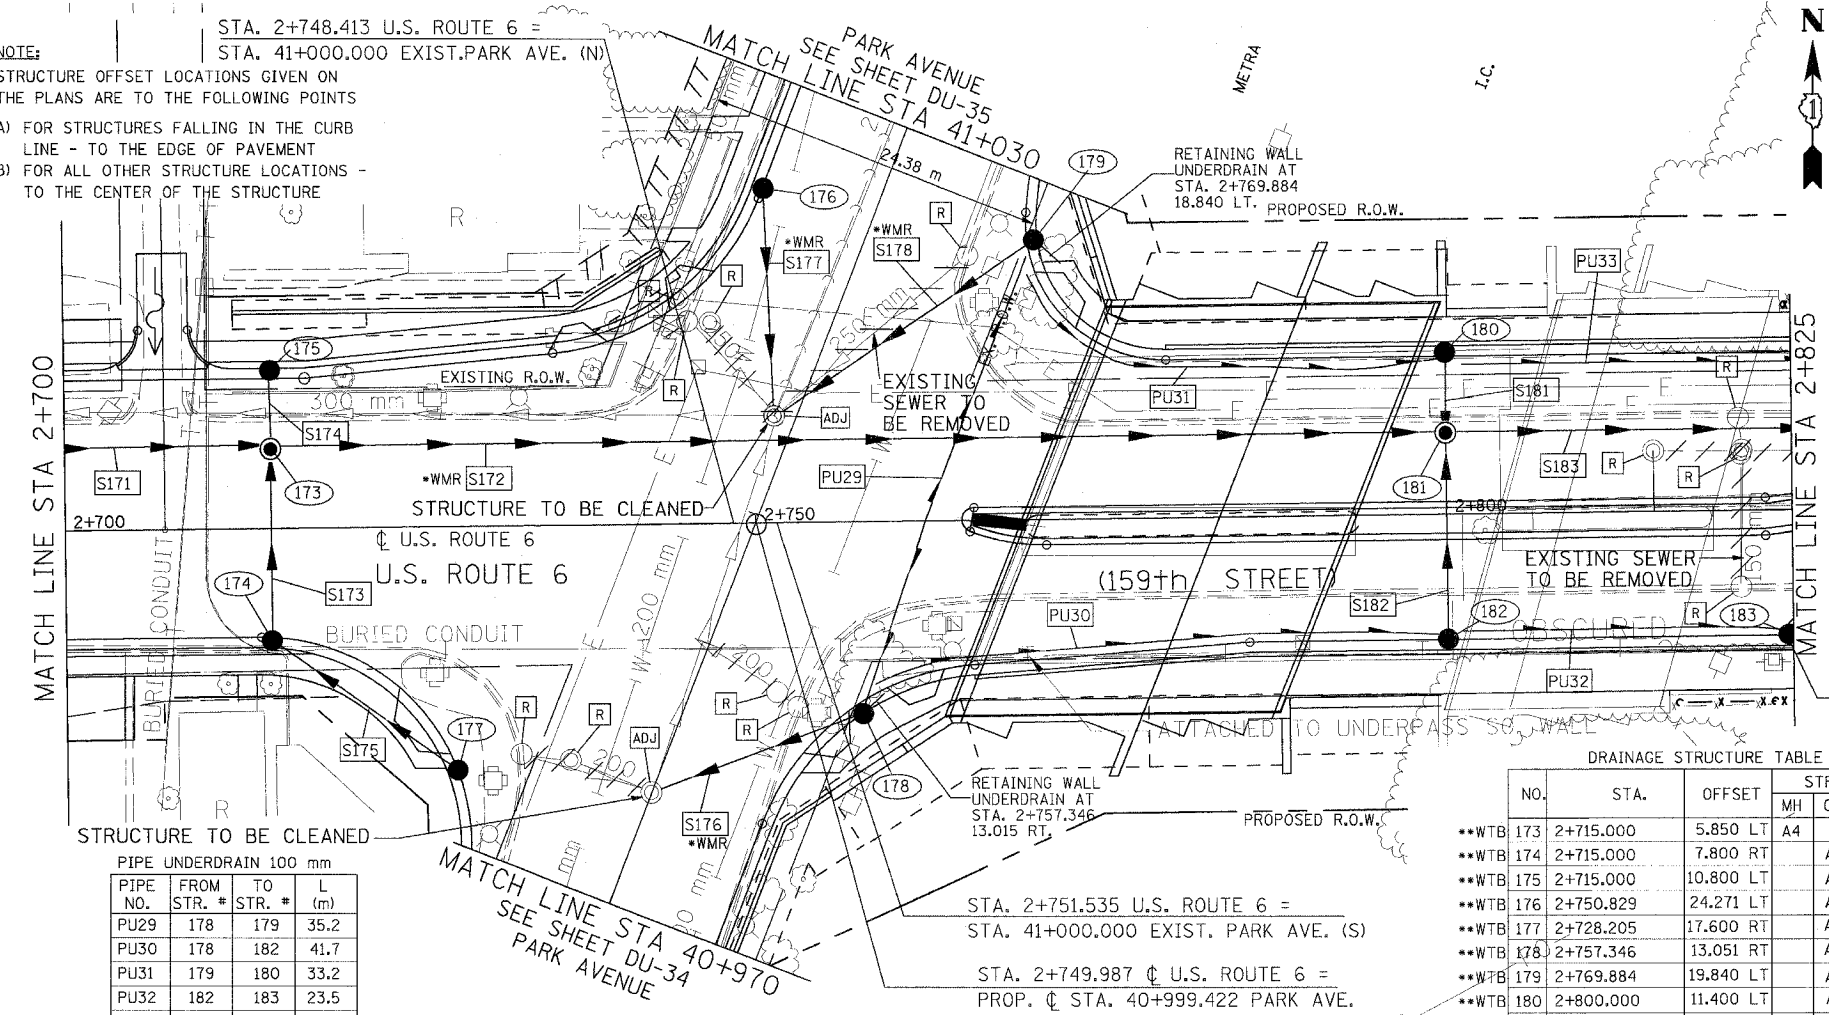 STA. 2+748.413 U.S. ROUTE 6 =
STA. 41+000.000 EXIST.PARK AVE. (N)
NOTE:
STRUCTURE OFFSET LOCATIONS GIVEN ON
THE PLANS ARE TO THE FOLLOWING POINTS
A) FOR STRUCTURES FALLING IN THE CURB
LINE - TO THE EDGE OF PAVEMENT
B) FOR ALL OTHER STRUCTURE LOCATIONS -
TO THE CENTER OF THE STRUCTURE
MATCH LINE STA 41+030
PARK AVENUE
SEE SHEET DU-35
METRA
I.C.
N
1
24.38 m
179
RETAINING WALL
UNDERDRAIN AT
STA. 2+769.884
18.840 LT.
PROPOSED R.O.W.
176
R
R
*WMR
S177
*WMR
S178
R
R
R
PU33
175
180
R
EXISTING R.O.W.
300 mm
R
EXISTING
SEWER TO
BE REMOVED
ADJ
PU31
S181
S174
MATCH LINE STA 2+700
MATCH LINE STA 2+825
S171
*WMR
S172
173
PU29
181
S183
R
R
STRUCTURE TO BE CLEANED
2+700
2+750
2+800
℄ U.S. ROUTE 6
U.S. ROUTE 6
(159th STREET)
EXISTING SEWER
TO BE REMOVED
150
174
S173
BURIED CONDUIT
BURIED CONDUIT
W 200 mm
PU30
S182
182
R
183
OBSCURED
PU32
200
R
R
R
R
ADJ
400
177
S175
178
ATTACHED TO UNDERPASS SO. WALL
R
S176
*WMR
RETAINING WALL
UNDERDRAIN AT
STA. 2+757.346
13.015 RT.
PROPOSED R.O.W.
STRUCTURE TO BE CLEANED
MATCH LINE STA 40+970
SEE SHEET DU-34
PARK AVENUE
STA. 2+751.535 U.S. ROUTE 6 =
STA. 41+000.000 EXIST. PARK AVE. (S)
STA. 2+749.987 ℄ U.S. ROUTE 6 =
PROP. ℄ STA. 40+999.422 PARK AVE.
PIPE UNDERDRAIN 100 mm
PIPE NO. FROM STR. # TO STR. # L (m)
PU29 178 179 35.2
PU30 178 182 41.7
PU31 179 180 33.2
PU32 182 183 23.5
DRAINAGE STRUCTURE TABLE
NO. STA. OFFSET MH
**WTB 173 2+715.000 5.850 LT A4
**WTB 174 2+715.000 7.800 RT
**WTB 175 2+715.000 10.800 LT
**WTB 176 2+750.829 24.271 LT
**WTB 177 2+728.205 17.600 RT
**WTB 178 2+757.346 13.051 RT
**WTB 179 2+769.884 19.840 LT
**WTB 180 2+800.000 11.400 LT